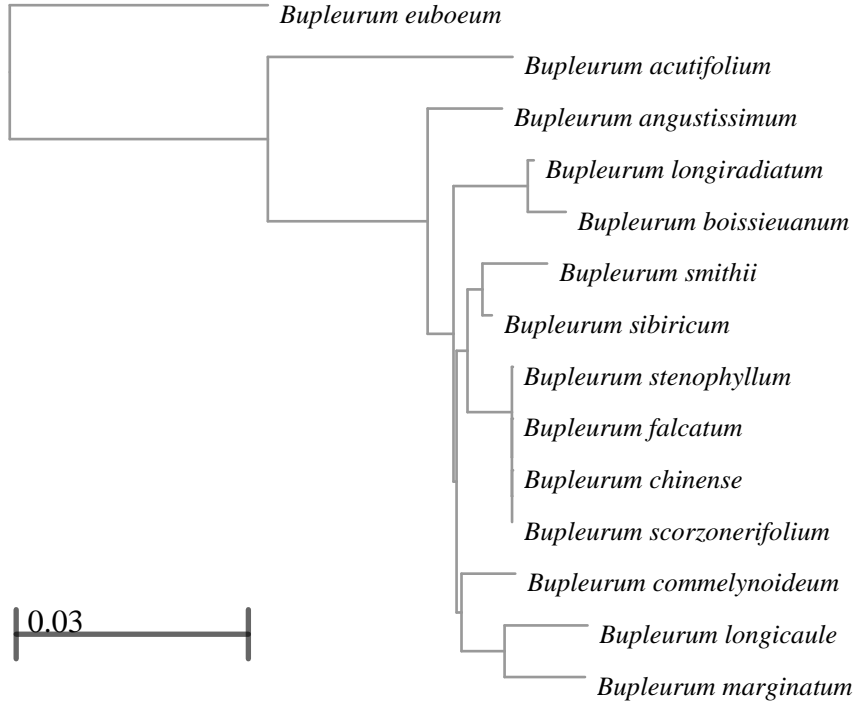 Bupleurum euboeum
Bupleurum acutifolium
Bupleurum angustissimum
Bupleurum longiradiatum
Bupleurum boissieuanum
Bupleurum smithii
Bupleurum sibiricum
Bupleurum stenophyllum
Bupleurum falcatum
Bupleurum chinense
Bupleurum scorzonerifolium
Bupleurum commelynoideum
0.03
Bupleurum longicaule
Bupleurum marginatum